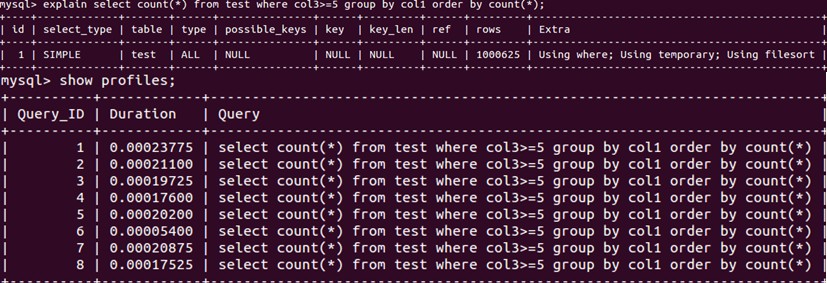 mysql> explain select count(*) from test where col3>=5 group by col1 order by count(*);
| id | select_type | table | type | possible_keys | key | key_len | ref | rows | Extra |
| 1 | SIMPLE | test | ALL | NULL | NULL | NULL | NULL | 1000625 | Using where; Using temporary; Using filesort |
mysql> show profiles;
| Query_ID | Duration | Query |
| 1 | 0.00023775 | select count(*) from test where col3>=5 group by col1 order by count(*) |
| 2 | 0.00021100 | select count(*) from test where col3>=5 group by col1 order by count(*) |
| 3 | 0.00019725 | select count(*) from test where col3>=5 group by col1 order by count(*) |
| 4 | 0.00017600 | select count(*) from test where col3>=5 group by col1 order by count(*) |
| 5 | 0.00020200 | select count(*) from test where col3>=5 group by col1 order by count(*) |
| 6 | 0.00005400 | select count(*) from test where col3>=5 group by col1 order by count(*) |
| 7 | 0.00020875 | select count(*) from test where col3>=5 group by col1 order by count(*) |
| 8 | 0.00017525 | select count(*) from test where col3>=5 group by col1 order by count(*) |